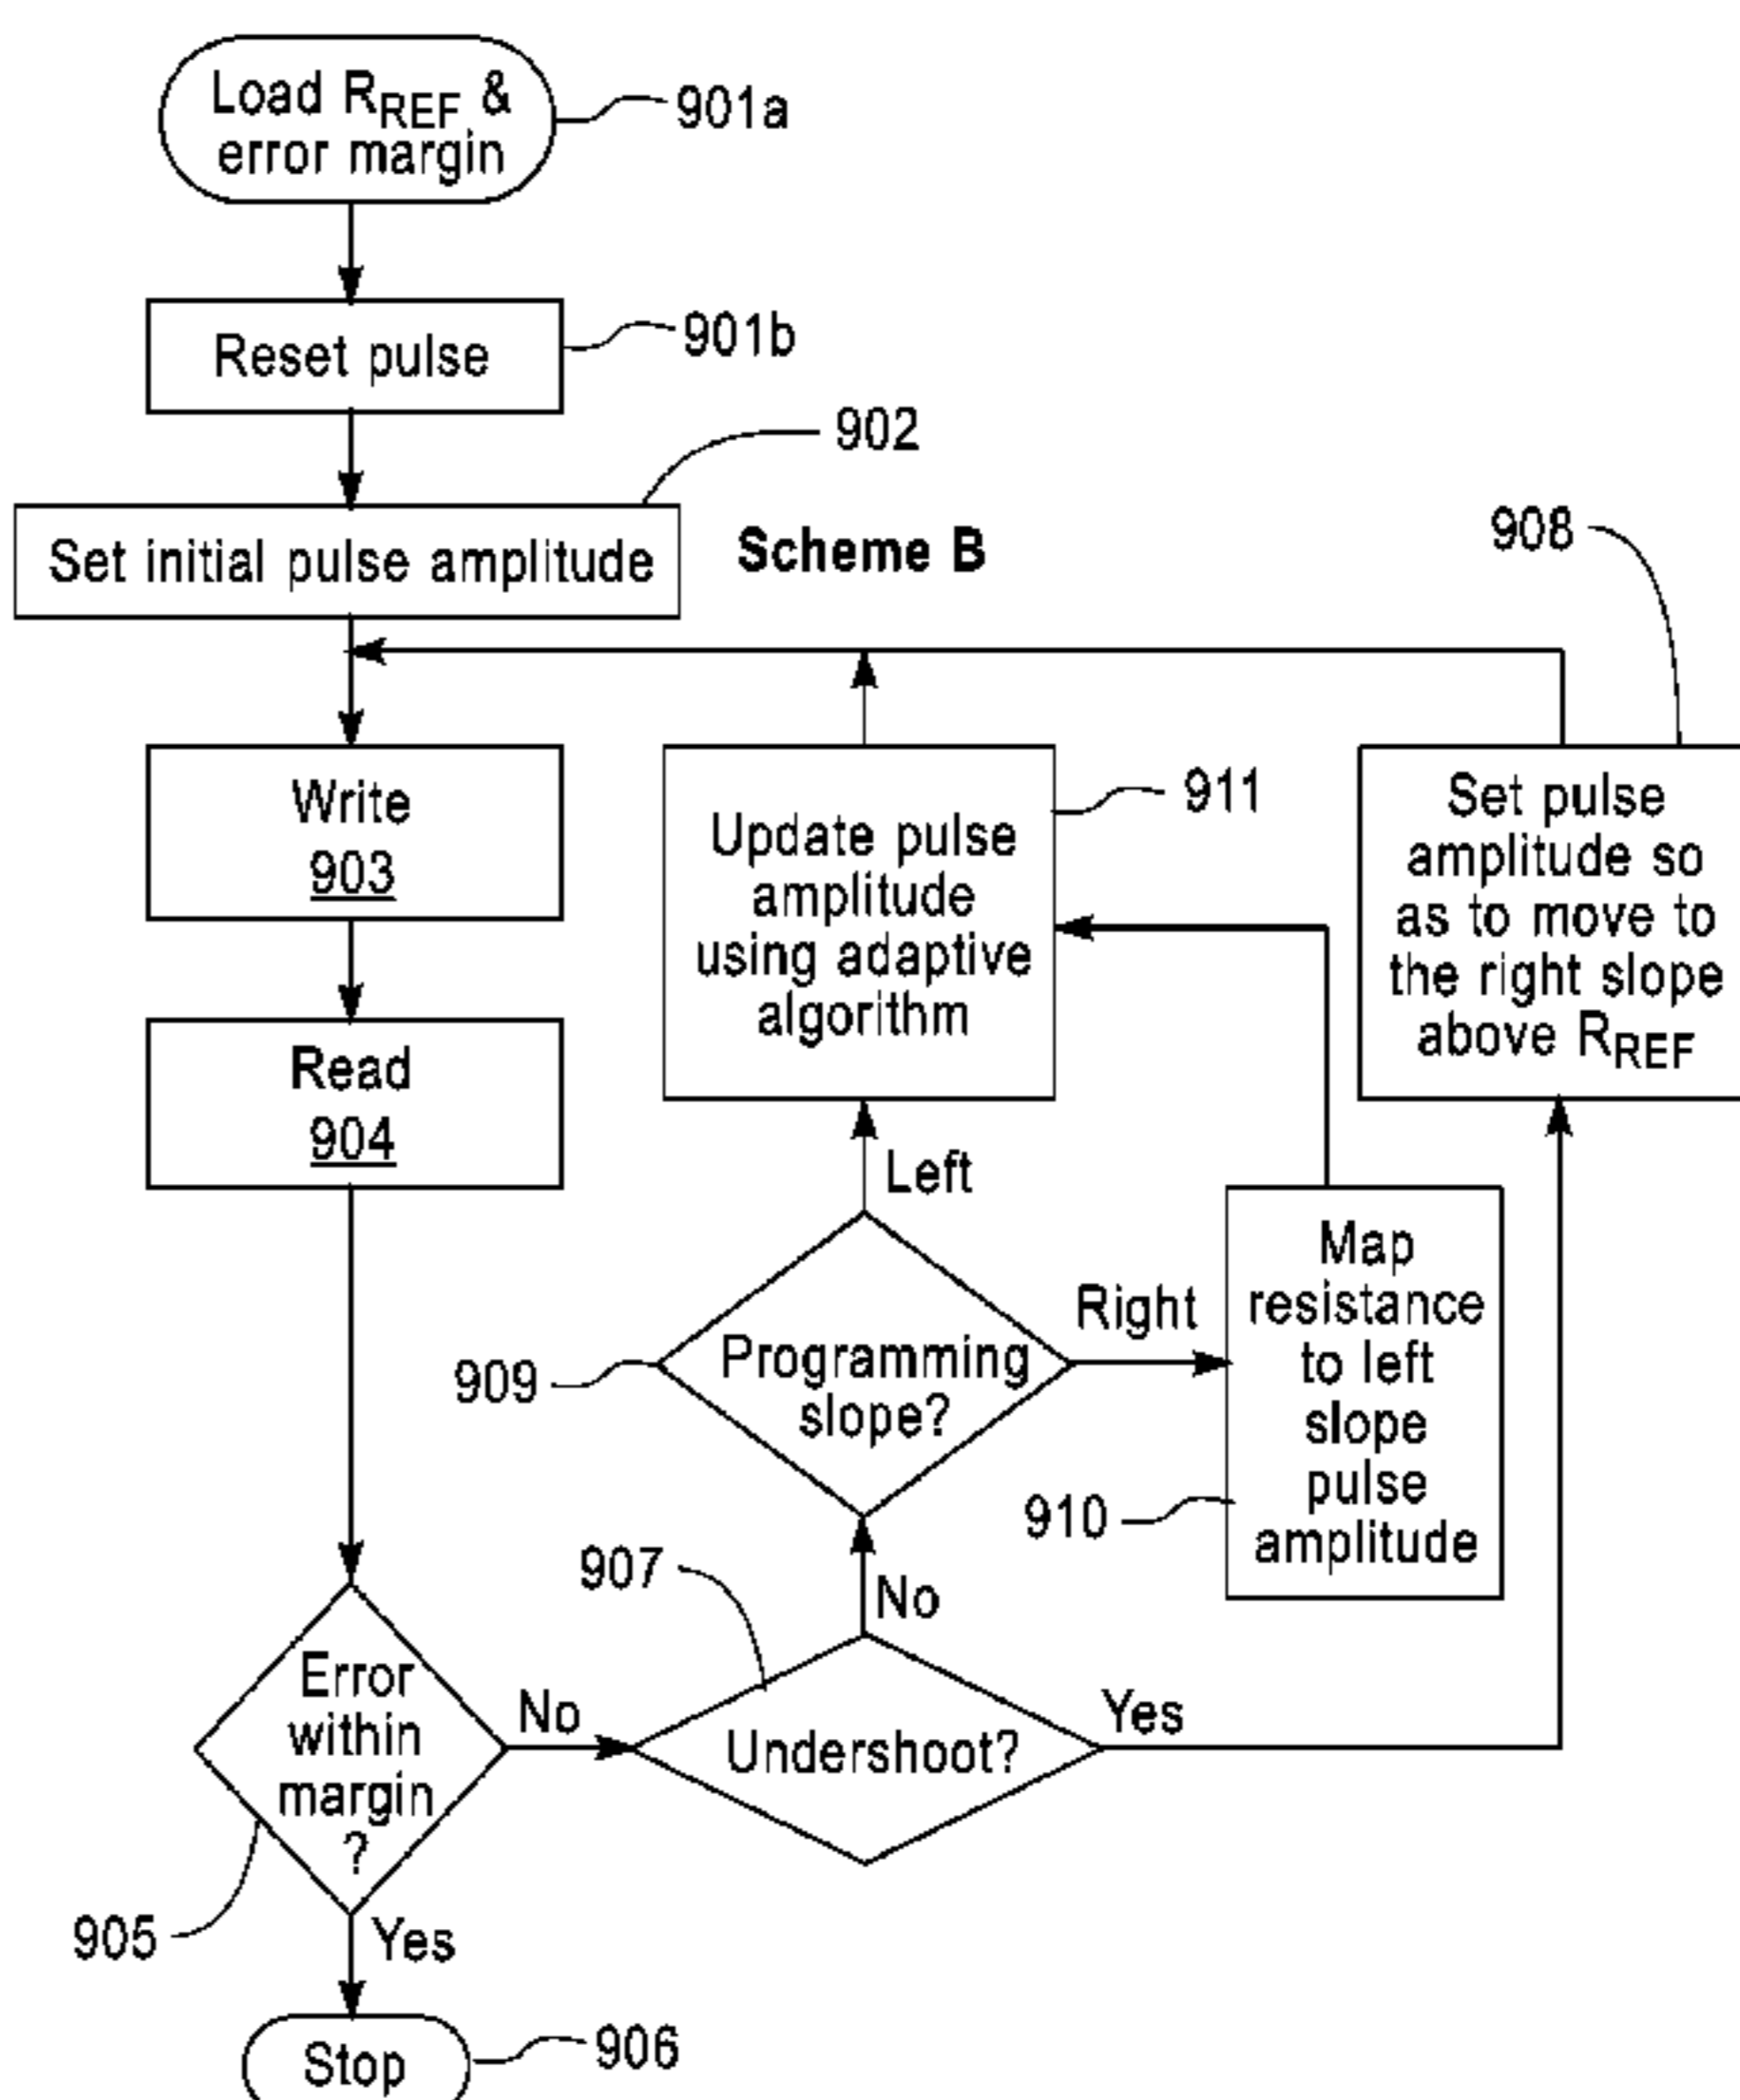 Load RREF &
error margin
901a
Reset pulse
901b
902
Set initial pulse amplitude
Scheme B
908
Write
903
Update pulse
amplitude
using adaptive
algorithm
911
Set pulse
amplitude so
as to move to
the right slope
above RREF
Read
904
Left
Programming
slope?
909
Right
Map
resistance
to left
slope
pulse
amplitude
910
907
No
Error
within
margin
?
No
Undershoot?
Yes
905
Yes
Stop
906